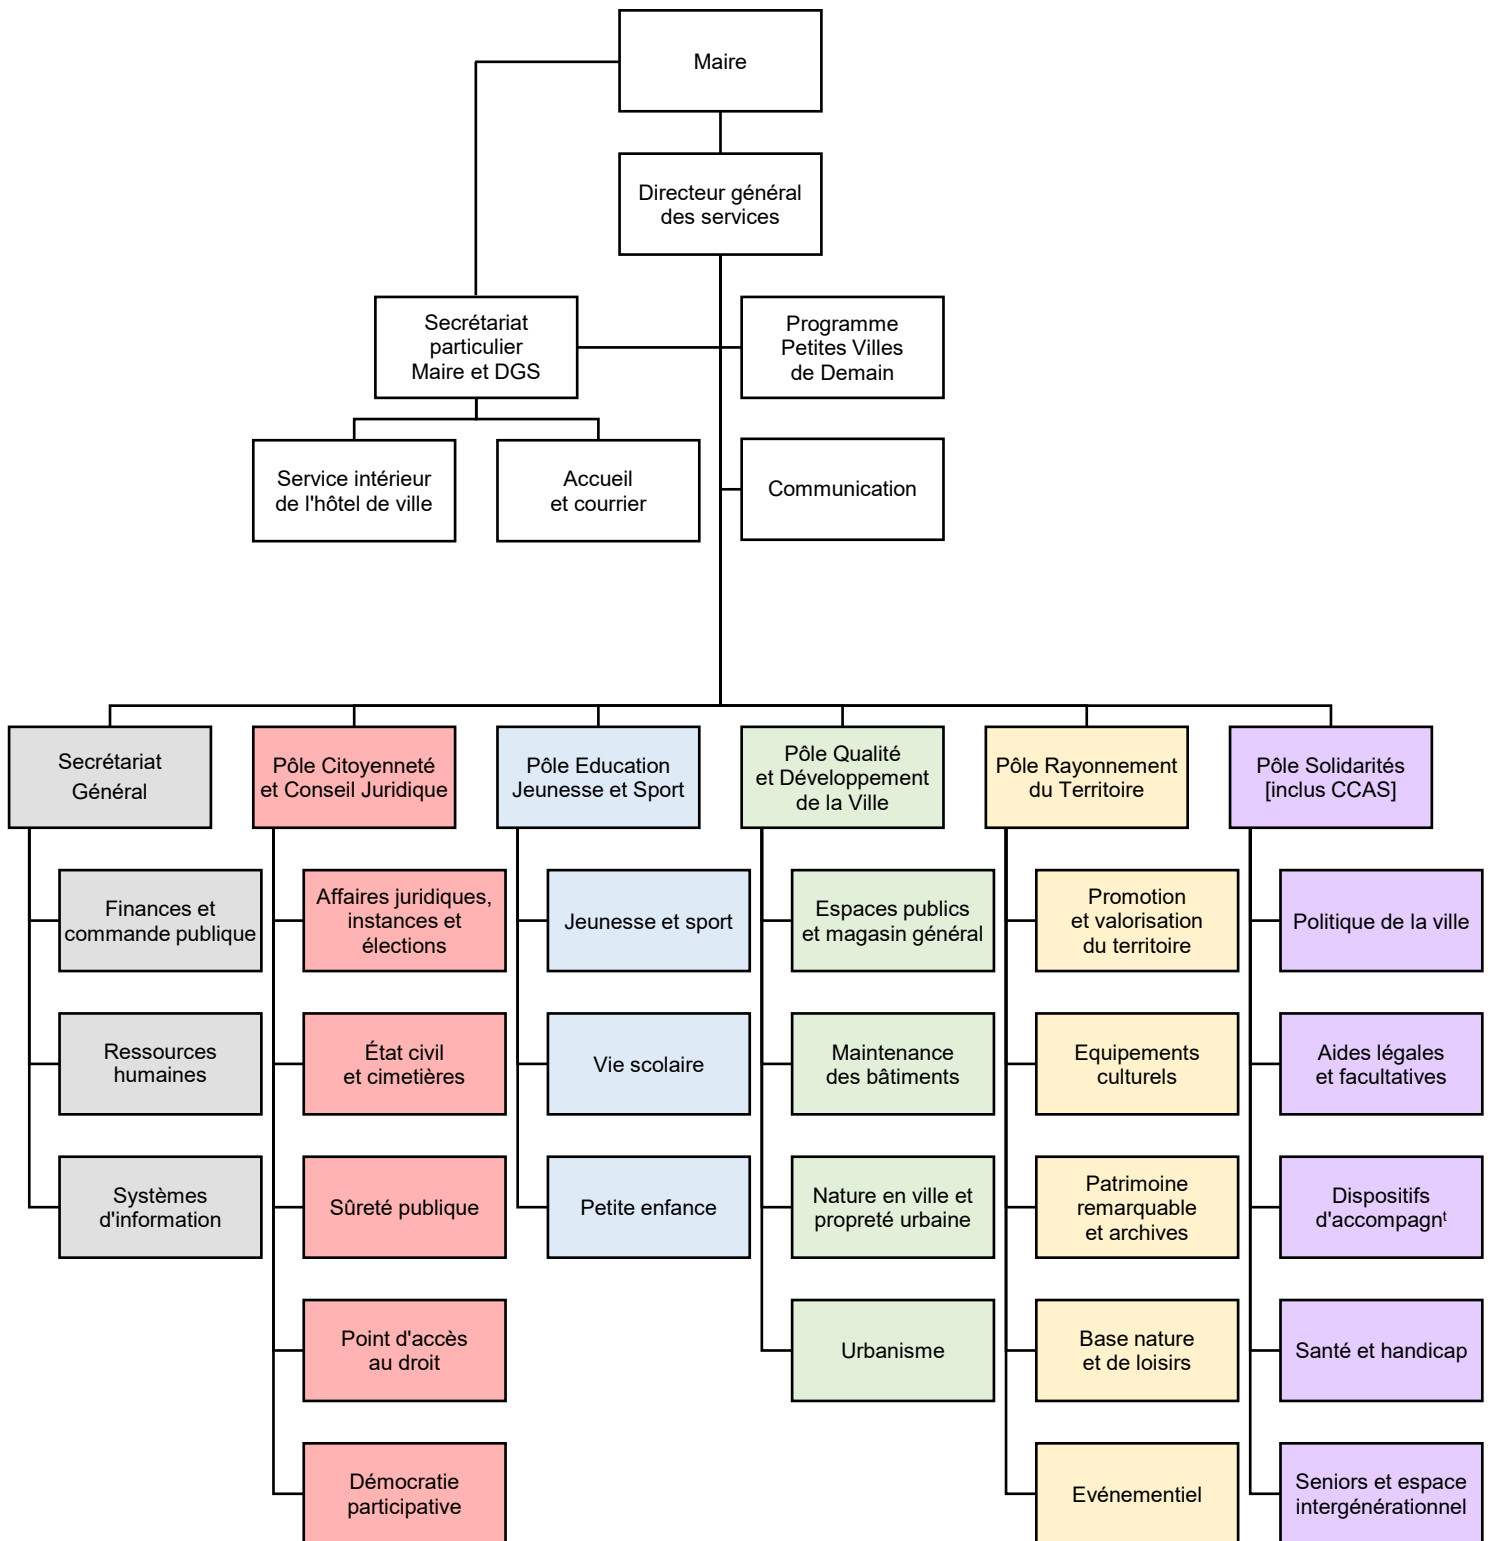 Maire
Directeur général
des services
Secrétariat
particulier
Maire et DGS
Programme
Petites Villes
de Demain
Service intérieur
de l'hôtel de ville
Accueil
et courrier
Communication
Secrétariat
Général
Pôle Citoyenneté
et Conseil Juridique
Pôle Education
Jeunesse et Sport
Pôle Qualité
et Développement
de la Ville
Pôle Rayonnement
du Territoire
Pôle Solidarités
[inclus CCAS]
Finances et
commande publique
Affaires juridiques,
instances et
élections
Jeunesse et sport
Espaces publics
et magasin général
Promotion
et valorisation
du territoire
Politique de la ville
Ressources
humaines
État civil
et cimetières
Vie scolaire
Maintenance
des bâtiments
Equipements
culturels
Aides légales
et facultatives
Systèmes
d'information
Sûreté publique
Petite enfance
Nature en ville et
propreté urbaine
Patrimoine
remarquable
et archives
Dispositifs
d'accompagnᵗ
Point d'accès
au droit
Urbanisme
Base nature
et de loisirs
Santé et handicap
Démocratie
participative
Evénementiel
Seniors et espace
intergénérationnel